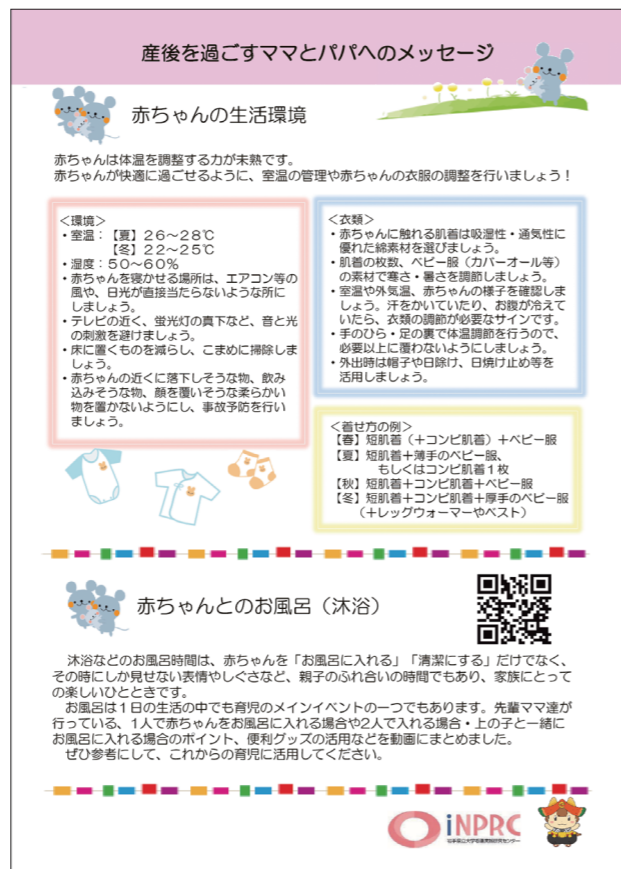 産後を過ごすママとパパへのメッセージ
赤ちゃんの生活環境
赤ちゃんは体温を調整する力が未熟です。
赤ちゃんが快適に過ごせるように、室温の管理や赤ちゃんの衣服の調整を行いましょう！
＜環境＞
・室温：【夏】２６～２８℃
【冬】２２～２５℃
・湿度：５０～６０％
・赤ちゃんを寝かせる場所は、エアコン等の
風や、日光が直接当たらないような所に
しましょう。
・テレビの近く、蛍光灯の真下など、音と光
の刺激を避けましょう。
・床に置くものを減らし、こまめに掃除しま
しょう。
・赤ちゃんの近くに落下しそうな物、飲み
込みそうな物、顔を覆いそうな柔らかい
物を置かないようにし、事故予防を行い
ましょう。
＜衣類＞
・赤ちゃんに触れる肌着は吸湿性・通気性に
優れた綿素材を選びましょう。
・肌着の枚数、ベビー服（カバーオール等）
の素材で寒さ・暑さを調節しましょう。
・室温や外気温、赤ちゃんの様子を確認しま
しょう。汗をかいていたり、お腹が冷えて
いたら、衣類の調節が必要なサインです。
・手のひら・足の裏で体温調節を行うので、
必要以上に覆わないようにしましょう。
・外出時は帽子や日除け、日焼け止め等を
活用しましょう。
＜着せ方の例＞
【春】短肌着（＋コンビ肌着）＋ベビー服
【夏】短肌着＋薄手のベビー服、
もしくはコンビ肌着１枚
【秋】短肌着＋コンビ肌着＋ベビー服
【冬】短肌着＋コンビ肌着＋厚手のベビー服
（＋レッグウォーマーやベスト）
赤ちゃんとのお風呂（沐浴）
沐浴などのお風呂時間は、赤ちゃんを「お風呂に入れる」「清潔にする」だけでなく、
その時にしか見せない表情やしぐさなど、親子のふれ合いの時間でもあり、家族にとって
の楽しいひとときです。
お風呂は１日の生活の中でも育児のメインイベントの一つでもあります。先輩ママ達が
行っている、1人で赤ちゃんをお風呂に入れる場合や2人で入れる場合・上の子と一緒に
お風呂に入れる場合のポイント、便利グッズの活用などを動画にまとめました。
ぜひ参考にして、これからの育児に活用してください。
iNPRC
石川県立大学看護実践研究センター